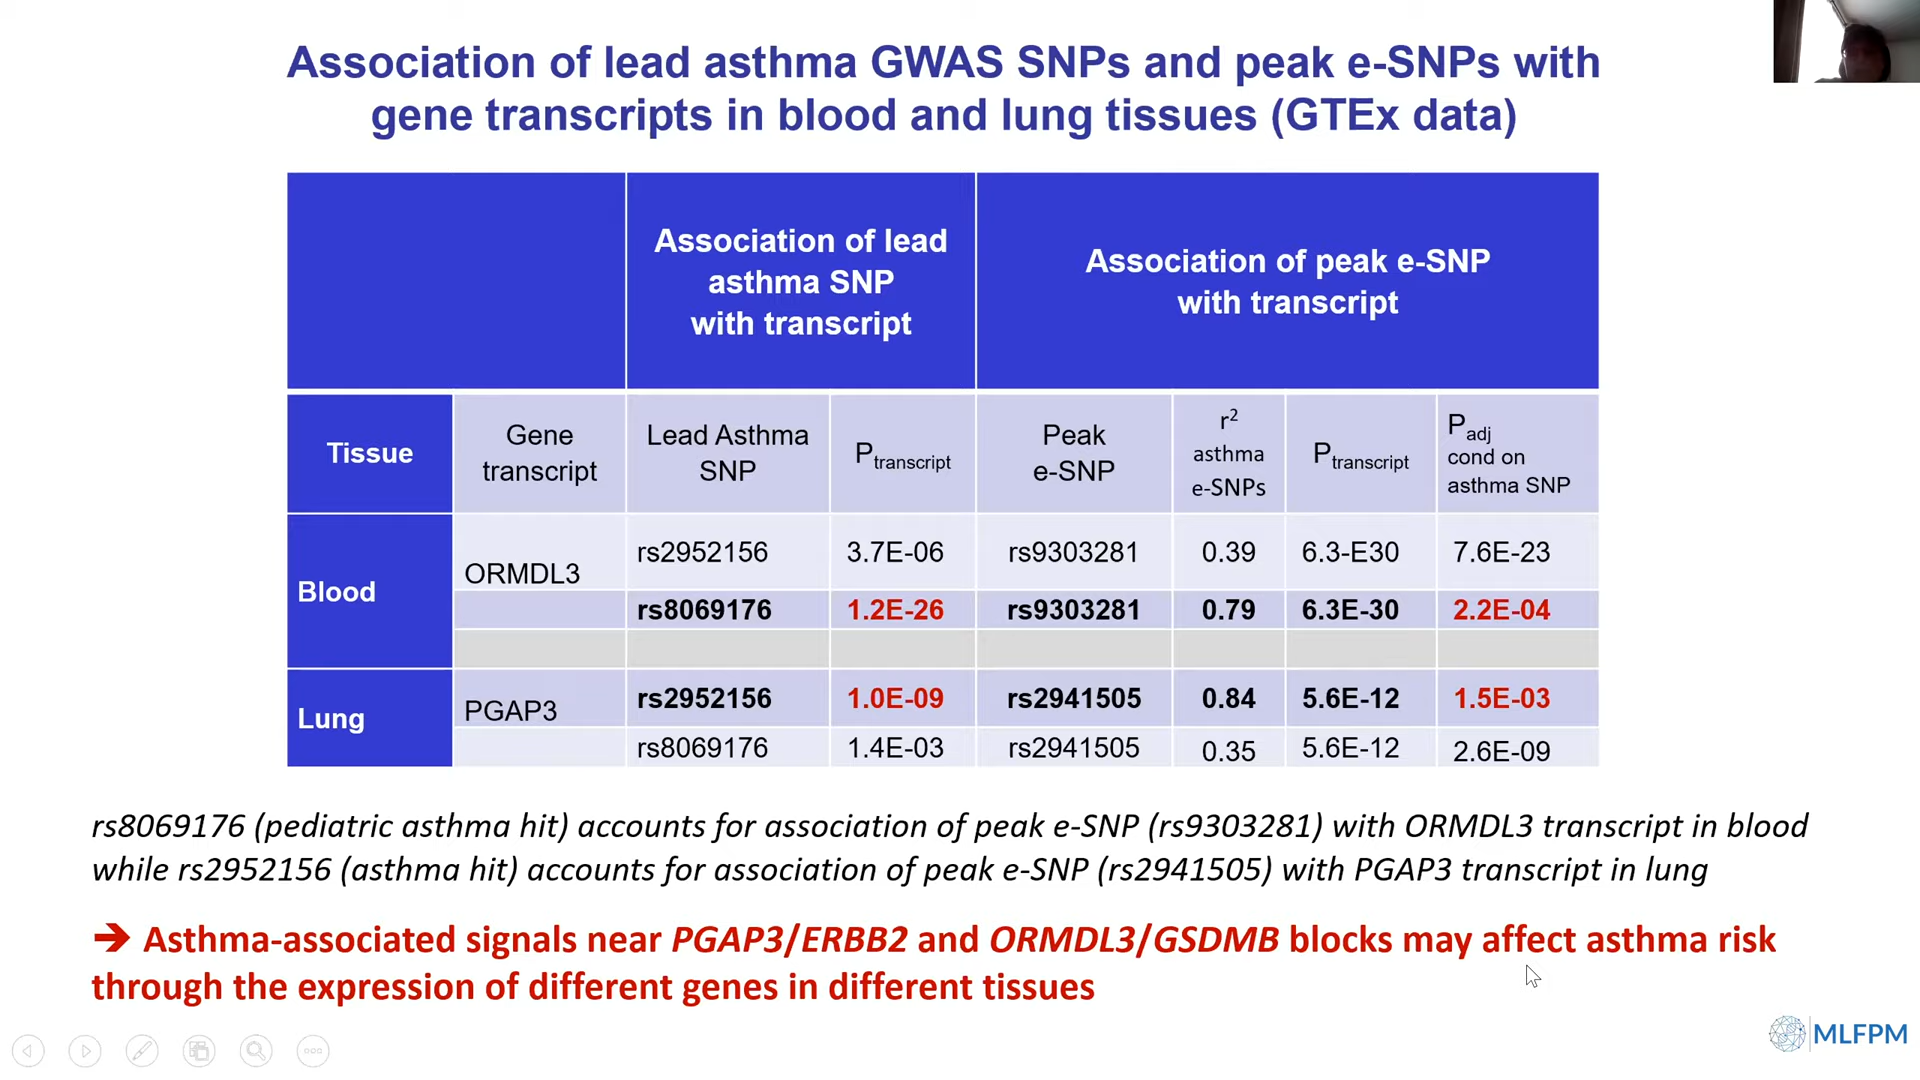 Association of lead asthma GWAS SNPs and peak e-SNPs with
gene transcripts in blood and lung tissues (GTEx data)
Association of lead
asthma SNP
with transcript
Association of peak e-SNP
with transcript
Tissue
Gene
transcript
Lead Asthma
SNP
Ptranscript
Peak
e-SNP
r²
asthma
e-SNPs
Ptranscript
Padj
cond on
asthma SNP
Blood
ORMDL3
rs2952156 3.7E-06 rs9303281 0.39 6.3-E30 7.6E-23
rs8069176 1.2E-26 rs9303281 0.79 6.3E-30 2.2E-04
Lung
PGAP3
rs2952156 1.0E-09 rs2941505 0.84 5.6E-12 1.5E-03
rs8069176 1.4E-03 rs2941505 0.35 5.6E-12 2.6E-09
rs8069176 (pediatric asthma hit) accounts for association of peak e-SNP (rs9303281) with ORMDL3 transcript in blood
while rs2952156 (asthma hit) accounts for association of peak e-SNP (rs2941505) with PGAP3 transcript in lung
➔ Asthma-associated signals near PGAP3/ERBB2 and ORMDL3/GSDMB blocks may affect asthma risk
through the expression of different genes in different tissues
MLFPM